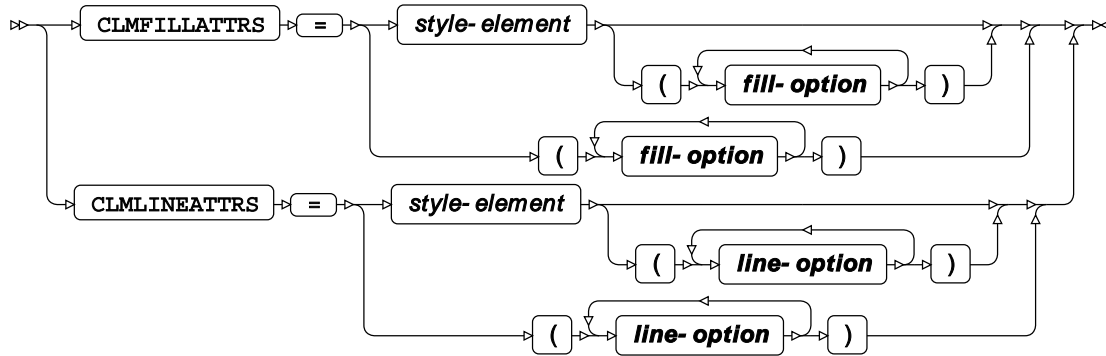 CLMFILLATTRS = style-element
( fill-option )
( fill-option )
CLMLINEATTRS = style-element
( line-option )
( line-option )